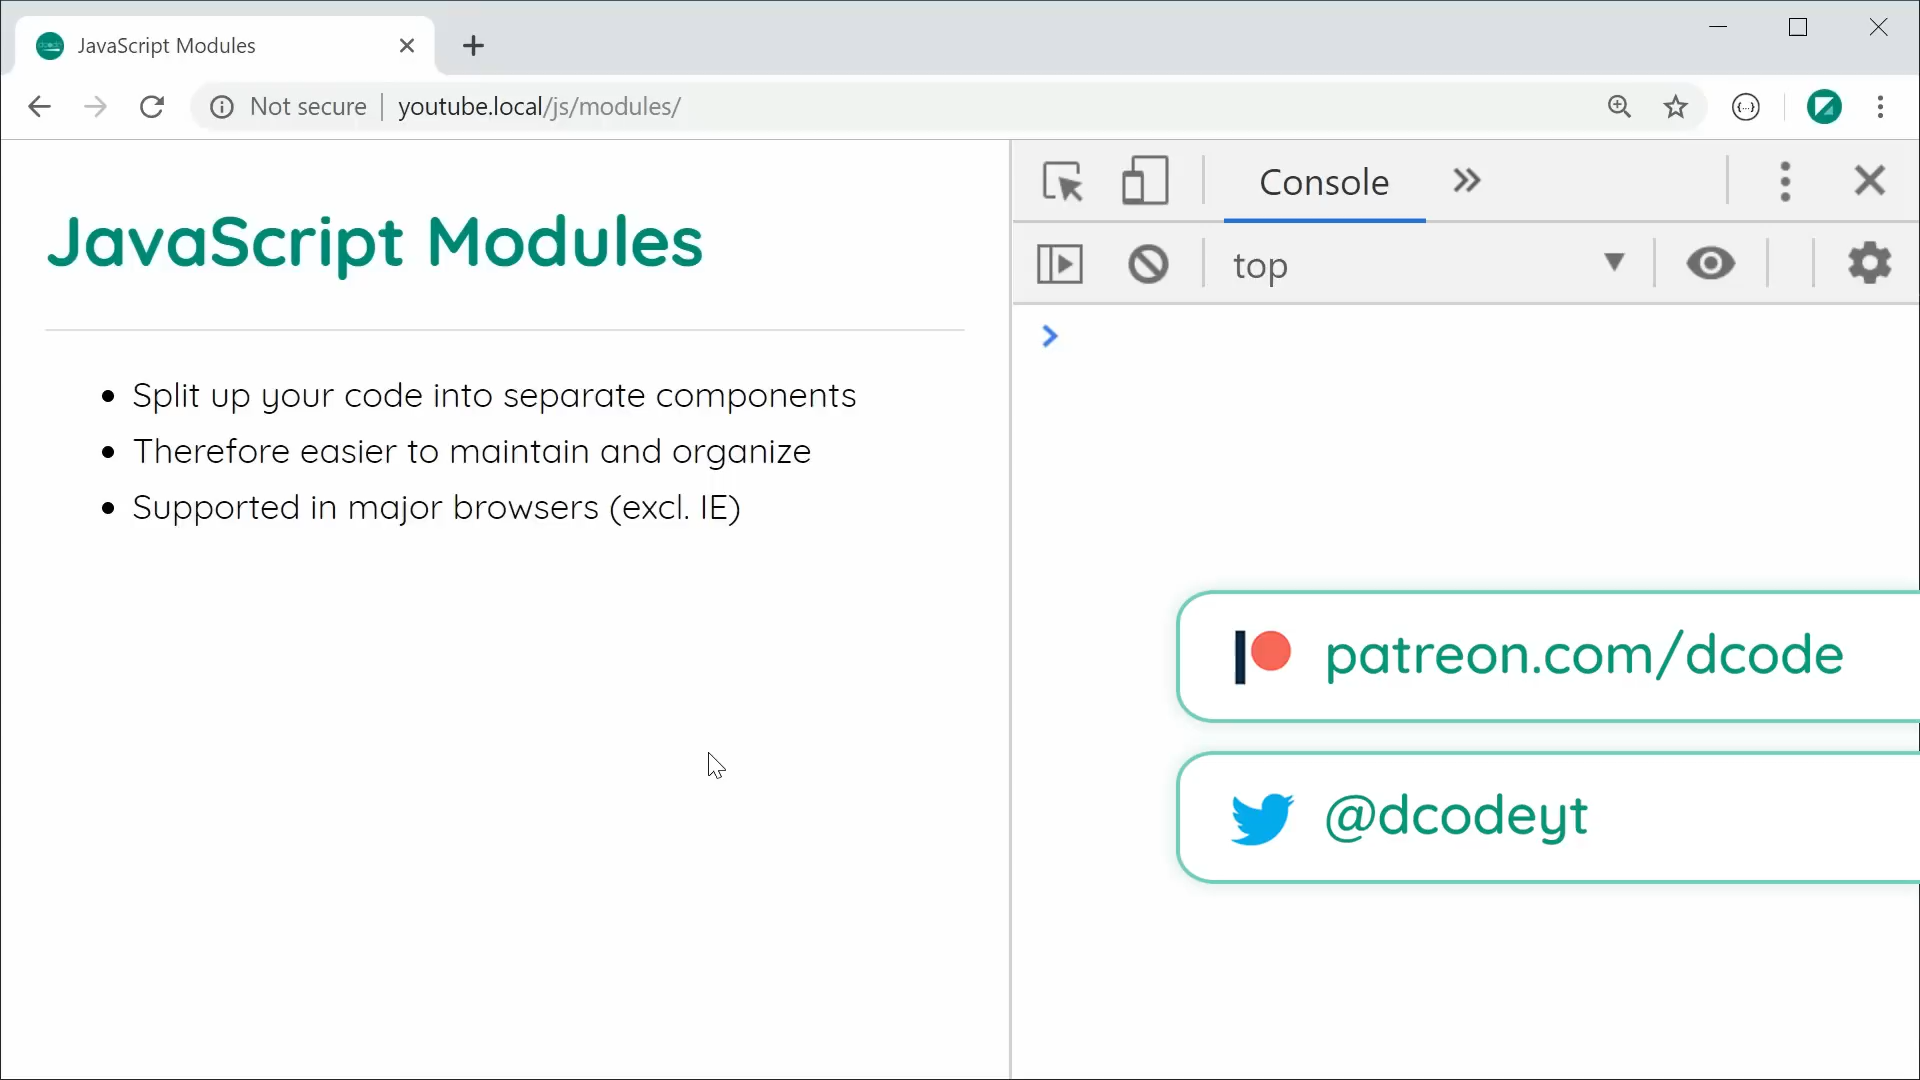 JavaScript Modules
Not secure | youtube.local/js/modules/
JavaScript Modules
Split up your code into separate components
Therefore easier to maintain and organize
Supported in major browsers (excl. IE)
Console
top
patreon.com/dcode
@dcodeyt